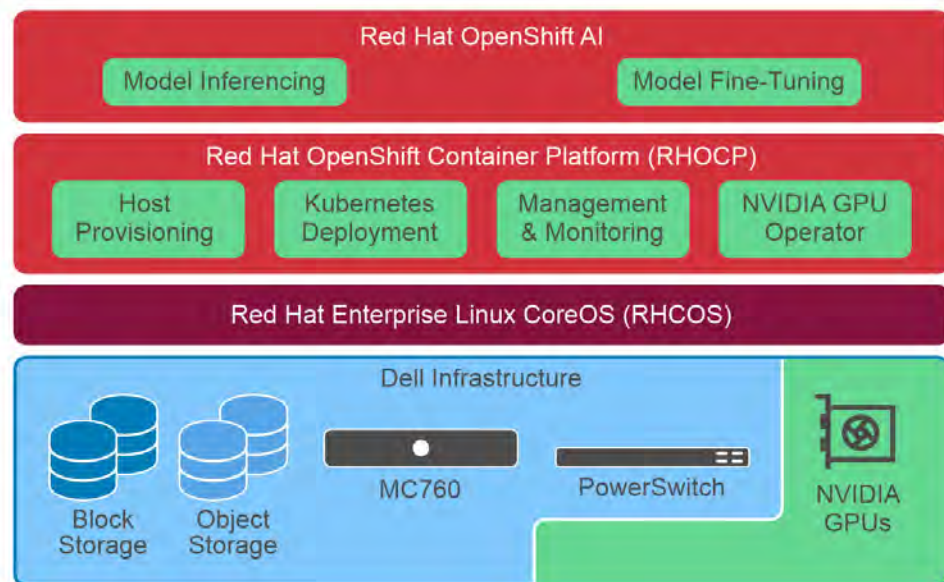 Red Hat OpenShift AI
Model Inferencing
Model Fine-Tuning
Red Hat OpenShift Container Platform (RHOCP)
Host
Provisioning
Kubernetes
Deployment
Management
& Monitoring
NVIDIA GPU
Operator
Red Hat Enterprise Linux CoreOS (RHCOS)
Dell Infrastructure
Block
Storage
Object
Storage
MC760
PowerSwitch
NVIDIA
GPUs